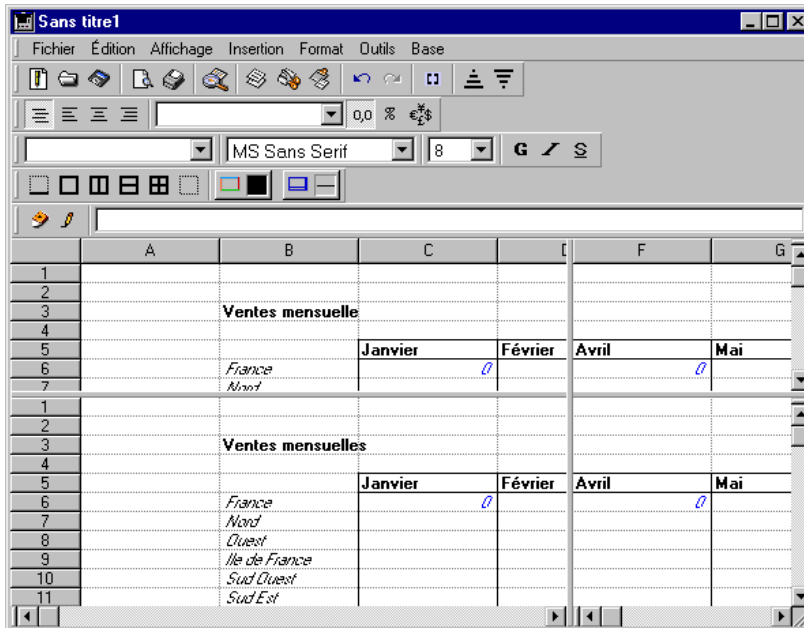 Sans titre1
Fichier Édition Affichage Insertion Format Outils Base
0,0 % €¥£$
MS Sans Serif 8 G I S
A B C D F G
1
2
3 Ventes mensuelle
4
5 Janvier Février Avril Mai
6 France 0 0
7 Nord
1
2
3 Ventes mensuelles
4
5 Janvier Février Avril Mai
6 France 0 0
7 Nord
8 Ouest
9 Ile de France
10 Sud Ouest
11 Sud Est